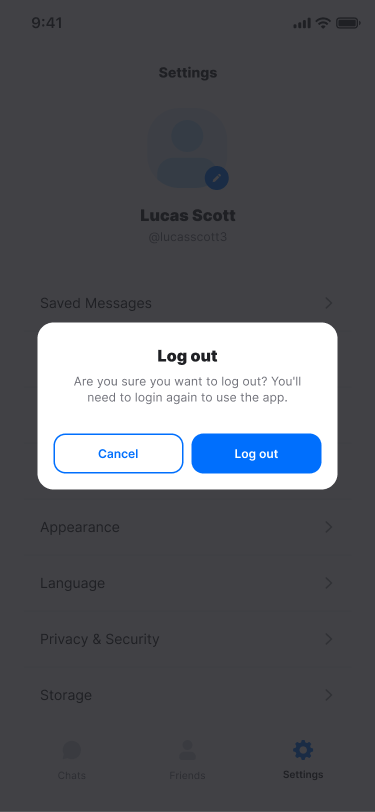 9:41
Settings
Lucas Scott
@lucasscott3
Saved Messages
Log out
Are you sure you want to log out? You'll
need to login again to use the app.
Cancel
Log out
Appearance
Language
Privacy & Security
Storage
Chats
Friends
Settings